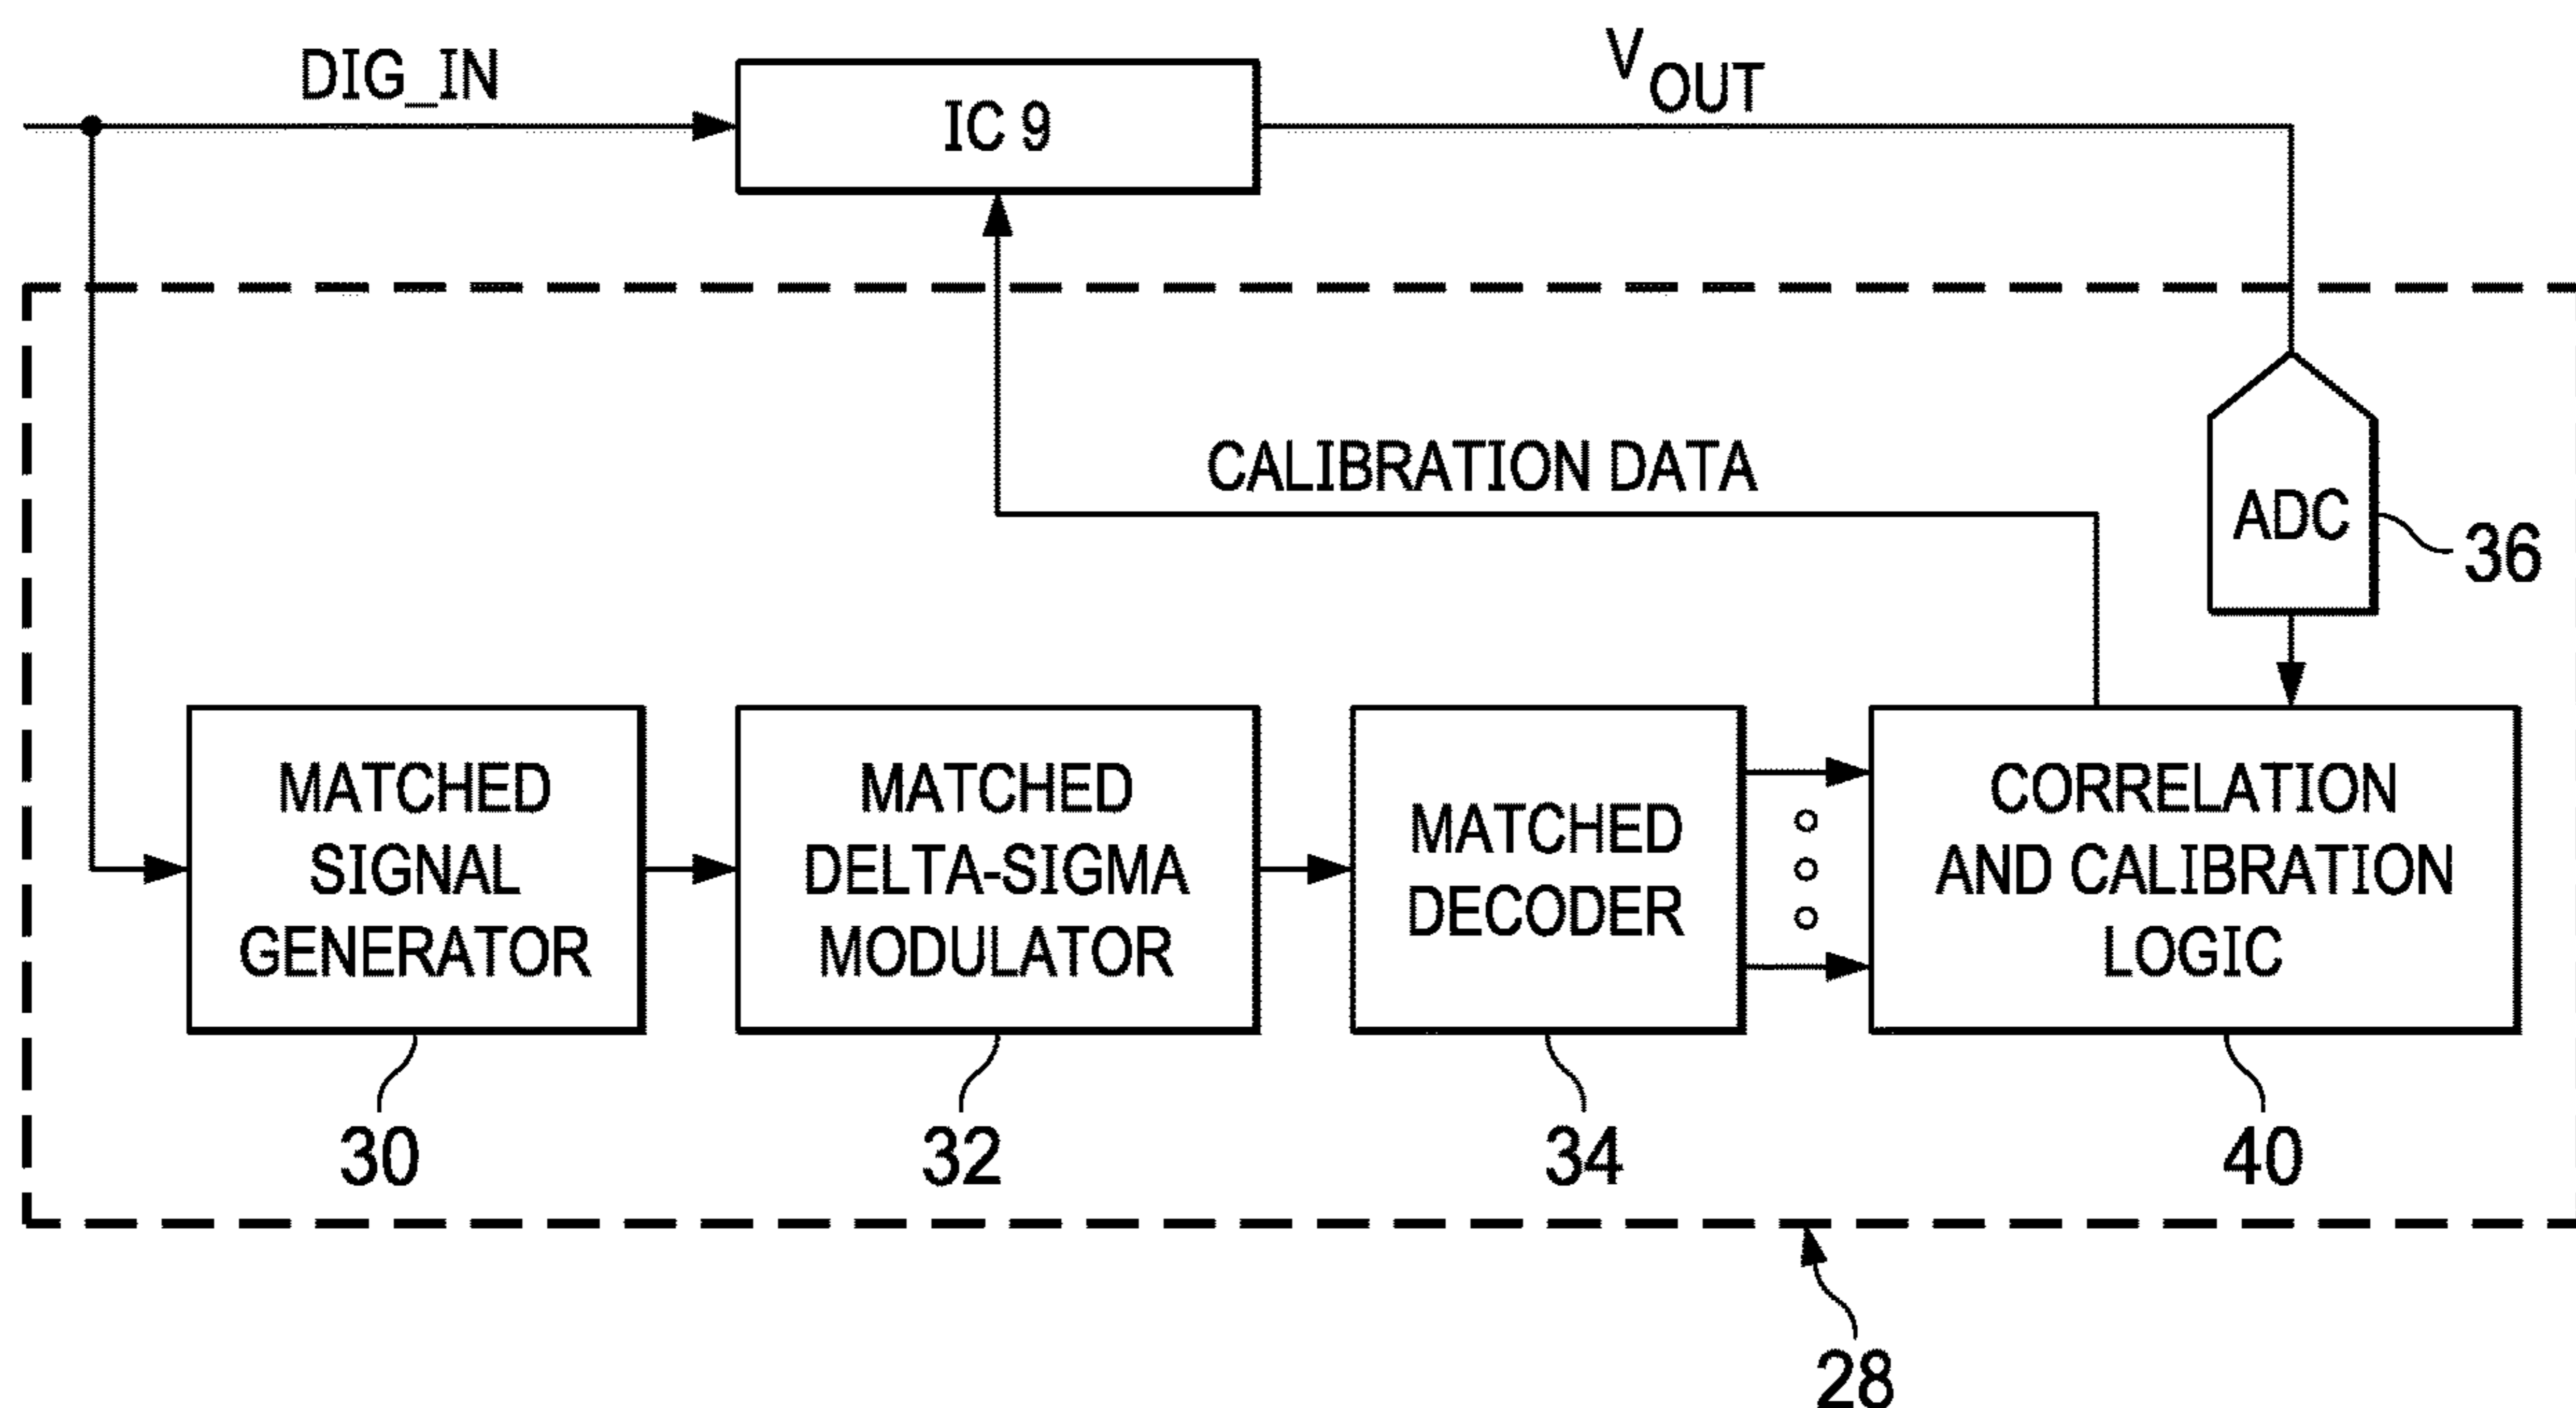 DIG_IN
IC 9
VOUT
CALIBRATION DATA
ADC
36
MATCHED
SIGNAL
GENERATOR
MATCHED
DELTA-SIGMA
MODULATOR
MATCHED
DECODER
CORRELATION
AND CALIBRATION
LOGIC
30
32
34
40
28